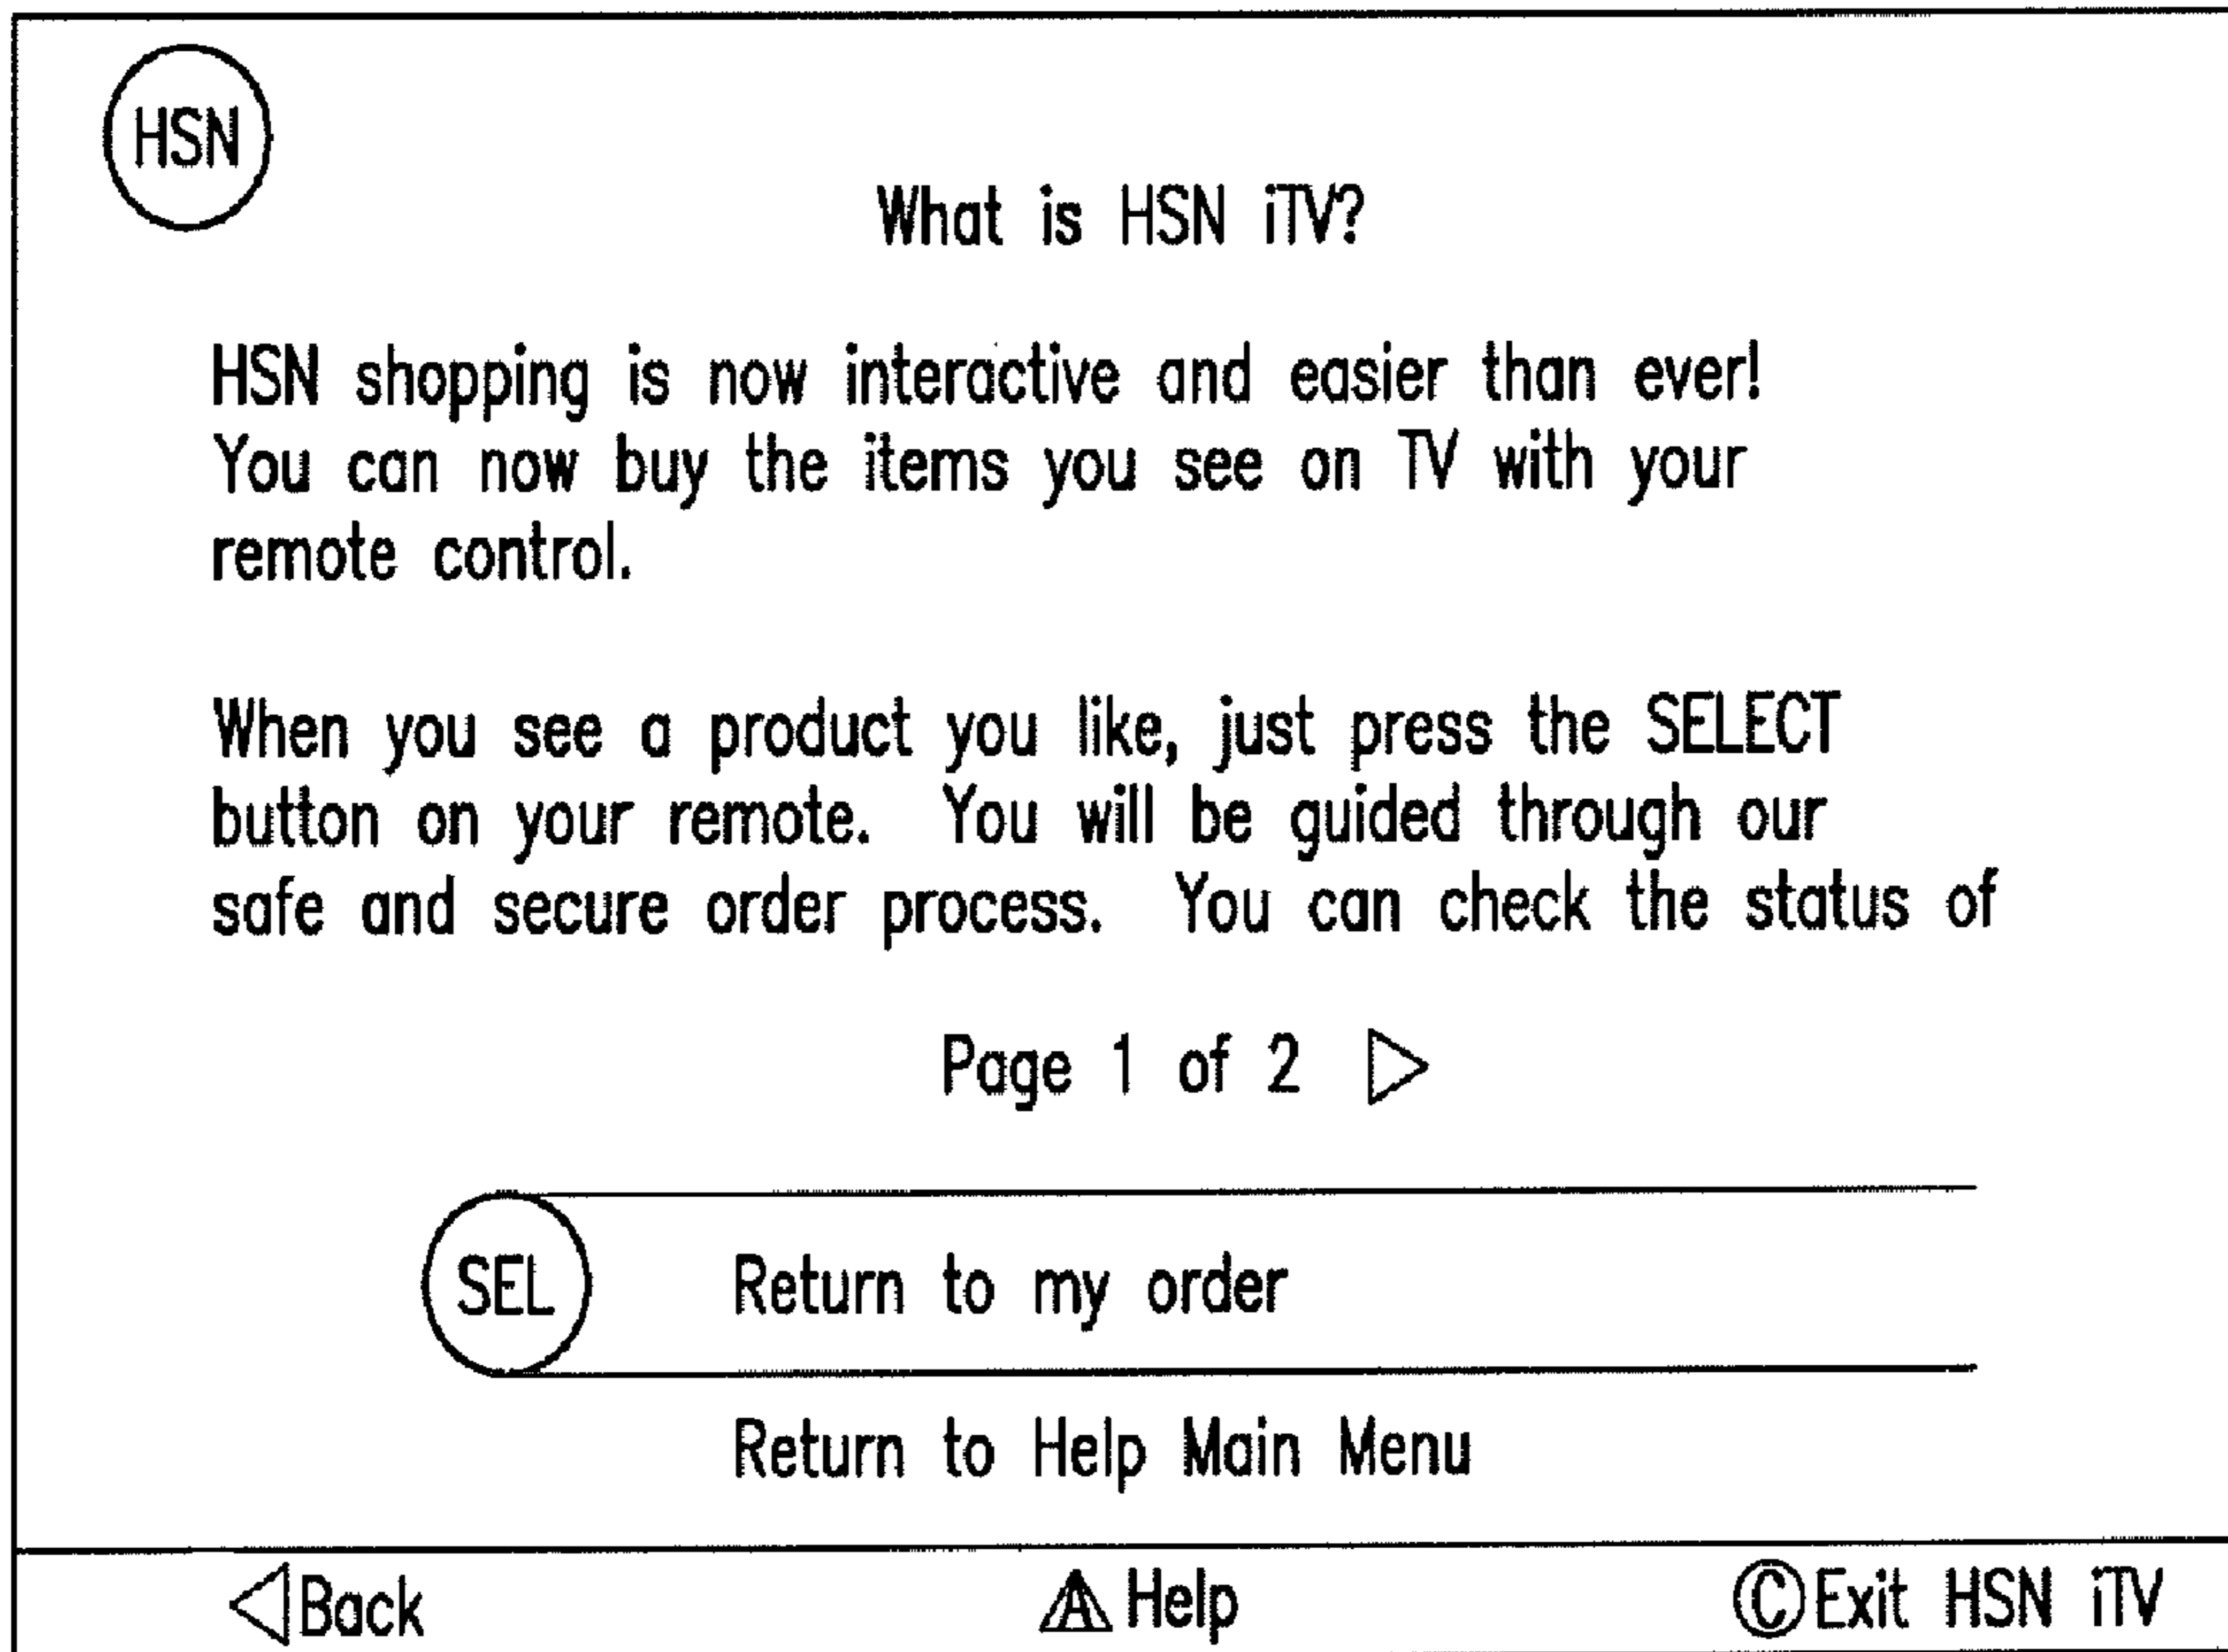 HSN
What is HSN iTV?
HSN shopping is now interactive and easier than ever!
You can now buy the items you see on TV with your
remote control.
When you see a product you like, just press the SELECT
button on your remote. You will be guided through our
safe and secure order process. You can check the status of
Page 1 of 2
SEL Return to my order
Return to Help Main Menu
Back A Help C Exit HSN iTV